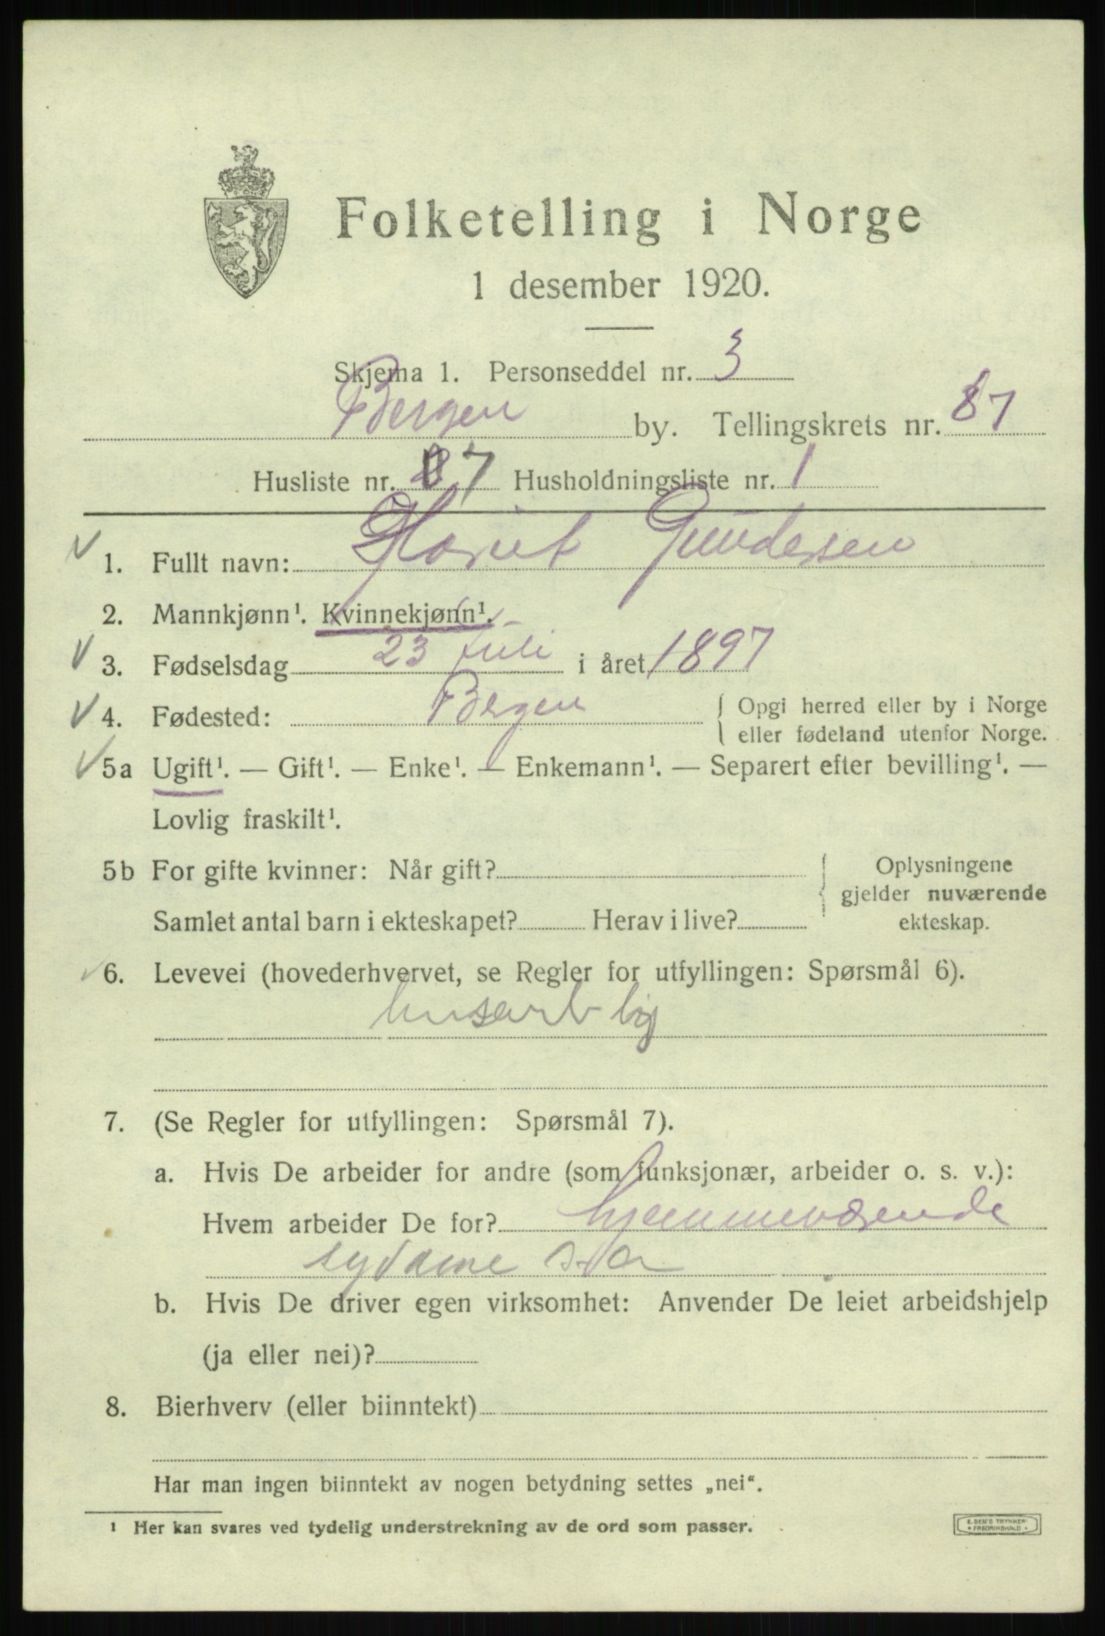 Folketelling i Norge
1 desember 1920.
Skjema 1. Personseddel nr. 3
Bergen by. Tellingskrets nr. 87
Husliste nr. 7 Husholdningsliste nr. 1
1. Fullt navn: Gundersen
2. Mannkjønn¹. Kvinnekjønn¹.
3. Fødselsdag 23 Juli i året 1897
4. Fødested: Bergen { Opgi herred eller by i Norge
eller fødeland utenfor Norge.
5a Ugift¹. — Gift¹. — Enke¹. — Enkemann¹. — Separert efter bevilling¹. —
Lovlig fraskilt¹.
5b For gifte kvinner: Når gift? { Oplysningene
gjelder nuværende
Samlet antal barn i ekteskapet? Herav i live? ekteskap.
6. Levevei (hovederhvervet, se Regler for utfyllingen: Spørsmål 6).
husarb
7. (Se Regler for utfyllingen: Spørsmål 7).
a. Hvis De arbeider for andre (som funksjonær, arbeider o. s. v.):
Hvem arbeider De for? hjemmeværende
sydame
b. Hvis De driver egen virksomhet: Anvender De leiet arbeidshjelp
(ja eller nei)?
8. Bierhverv (eller biinntekt)
Har man ingen biinntekt av nogen betydning settes „nei“.
¹ Her kan svares ved tydelig understrekning av de ord som passer.